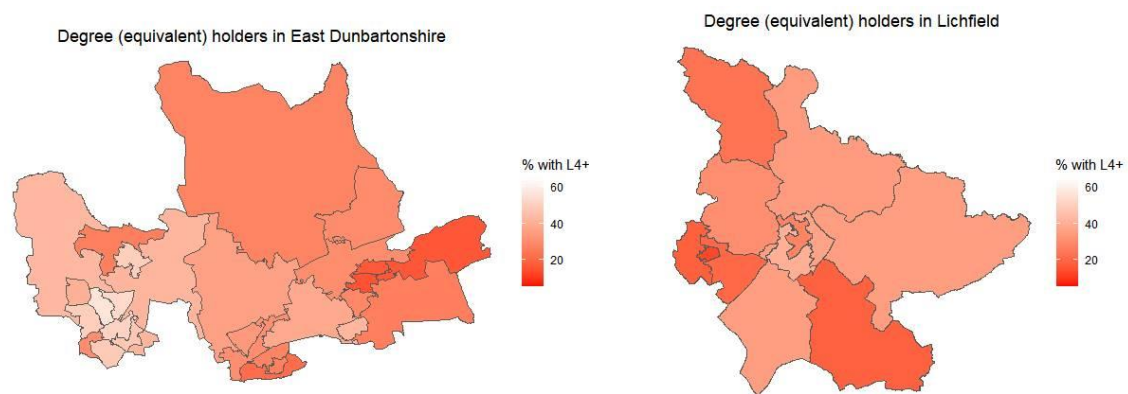 Degree (equivalent) holders in East Dunbartonshire
% with L4+
60
40
20
Degree (equivalent) holders in Lichfield
% with L4+
60
40
20